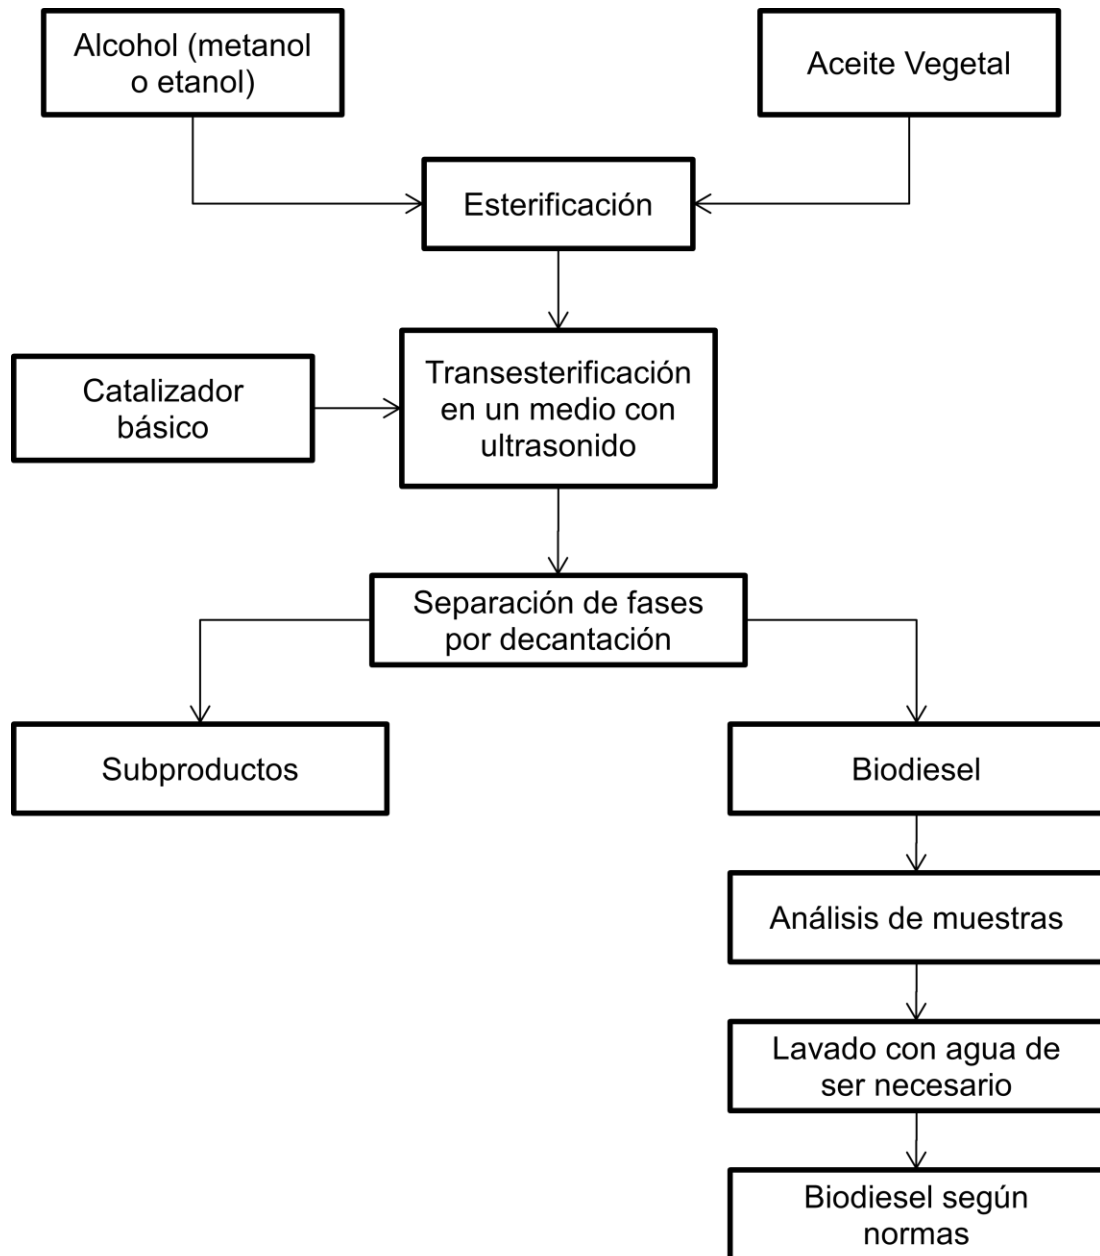 Alcohol (metanol
o etanol)
Aceite Vegetal
Esterificación
Catalizador
básico
Transesterificación
en un medio con
ultrasonido
Separación de fases
por decantación
Subproductos
Biodiesel
Análisis de muestras
Lavado con agua de
ser necesario
Biodiesel según
normas